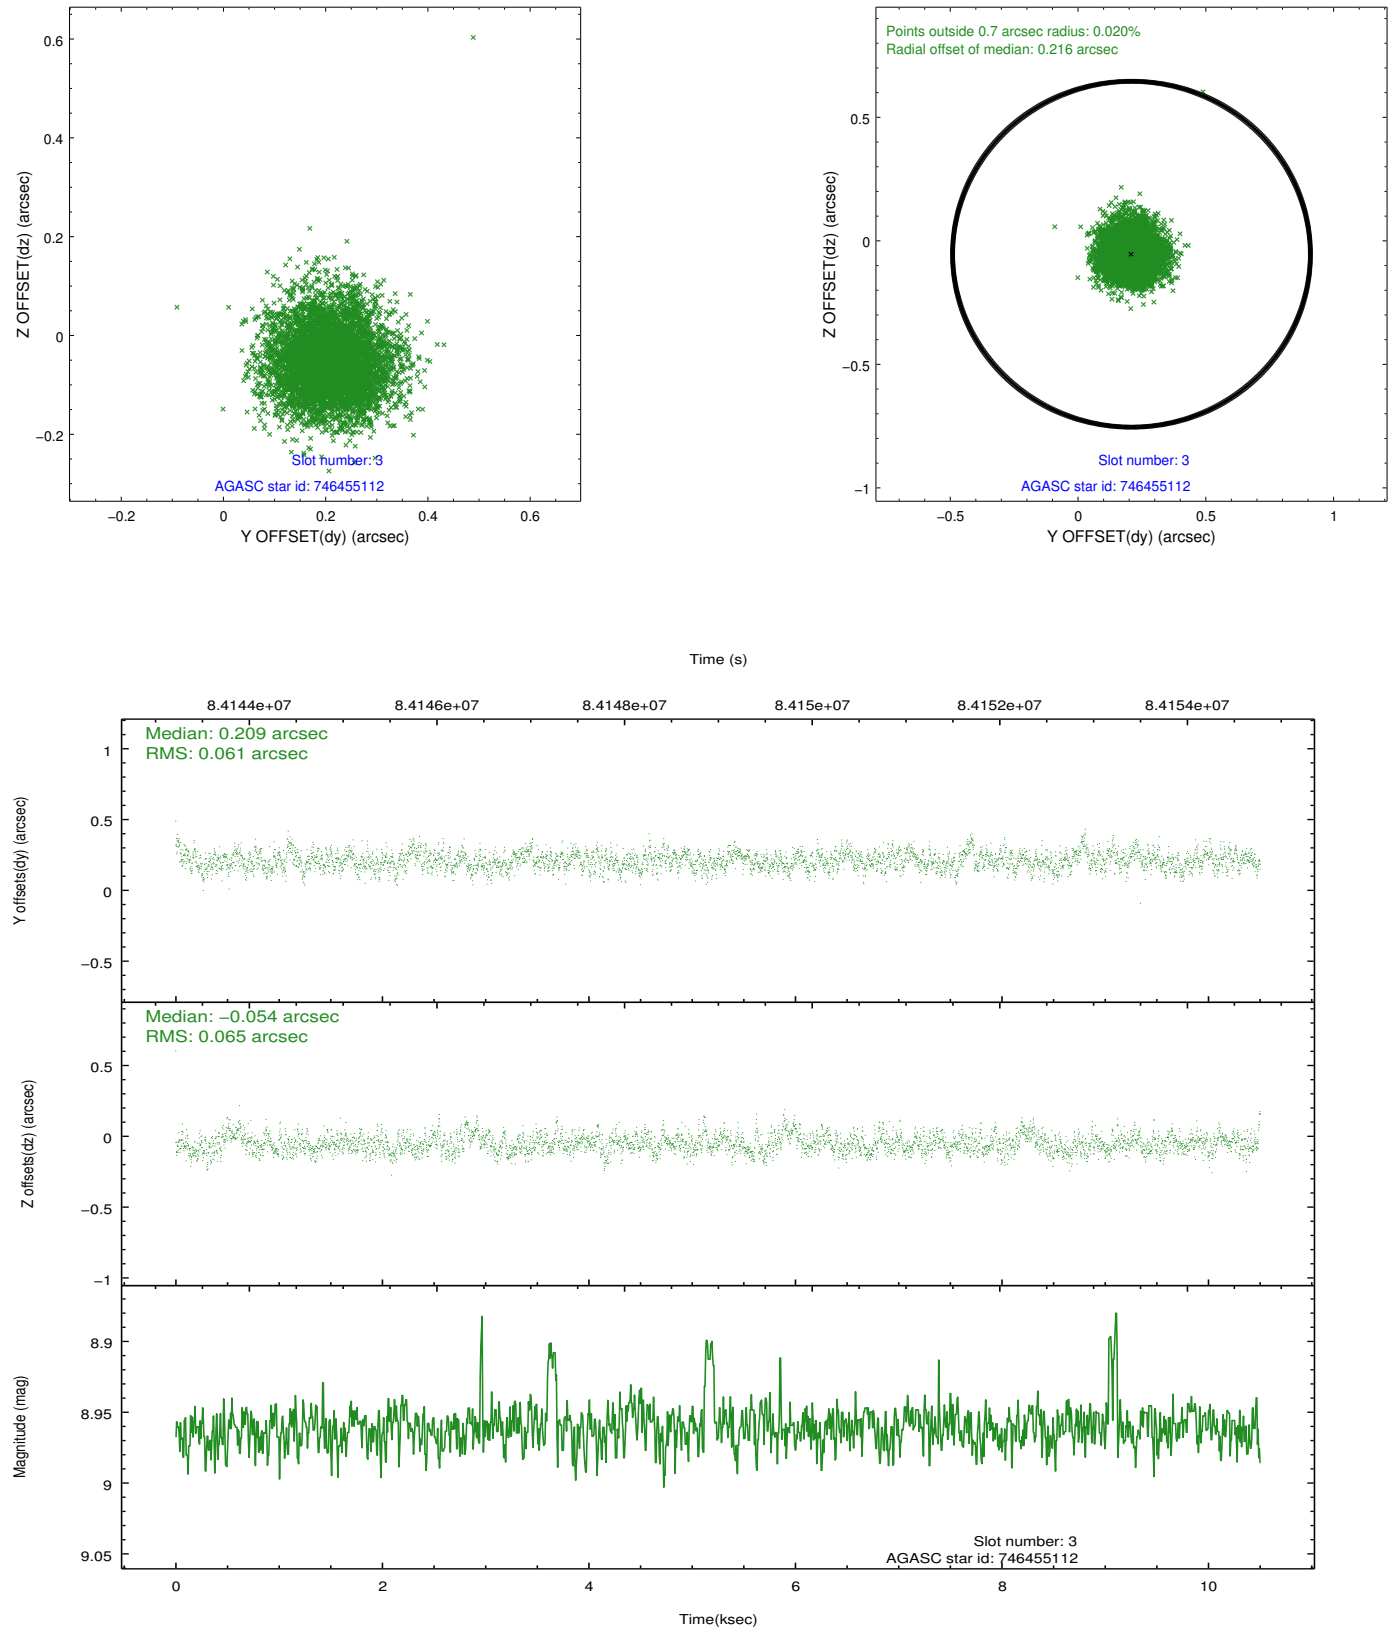 0.6
0.4
0.2
0
−0.2
Z OFFSET(dz) (arcsec)
Slot number: 3
AGASC star id: 746455112
−0.2 0 0.2 0.4 0.6
Y OFFSET(dy) (arcsec)
Points outside 0.7 arcsec radius: 0.020%
Radial offset of median: 0.216 arcsec
0.5
0
−0.5
−1
Z OFFSET(dz) (arcsec)
Slot number: 3
AGASC star id: 746455112
−0.5 0 0.5 1
Y OFFSET(dy) (arcsec)
Time (s)
8.4144e+07 8.4146e+07 8.4148e+07 8.415e+07 8.4152e+07 8.4154e+07
Median: 0.209 arcsec
RMS: 0.061 arcsec
1
0.5
0
−0.5
Y offsets(dy) (arcsec)
Median: −0.054 arcsec
RMS: 0.065 arcsec
0.5
0
−0.5
−1
Z offsets(dz) (arcsec)
8.9
8.95
9
9.05
Magnitude (mag)
Slot number: 3
AGASC star id: 746455112
0 2 4 6 8 10
Time(ksec)